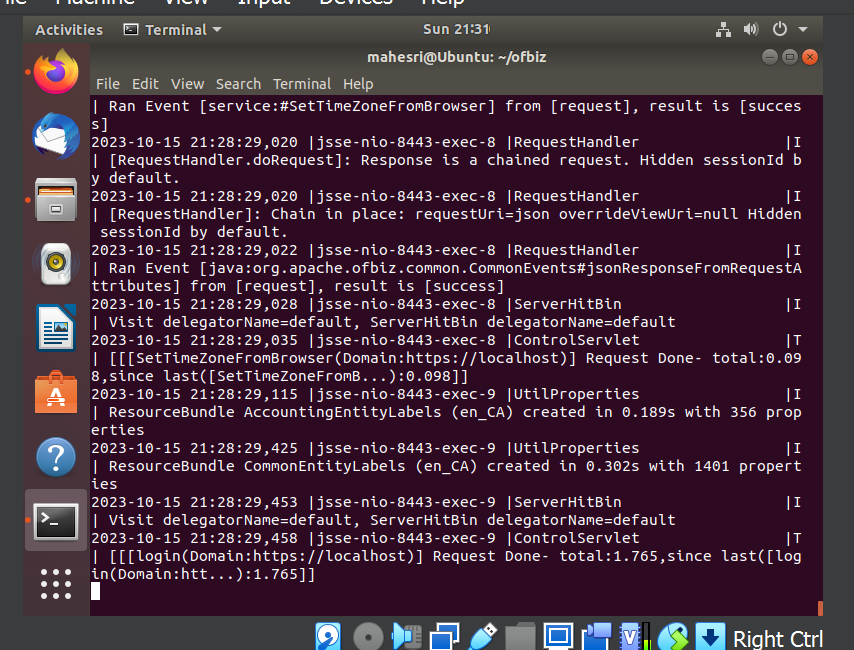 Machine View Input Devices Help
Activities Terminal Sun 21:31
mahesri@Ubuntu: ~/ofbiz
File Edit View Search Terminal Help
| Ran Event [service:#SetTimeZoneFromBrowser] from [request], result is [succes
s]
2023-10-15 21:28:29,020 |jsse-nio-8443-exec-8 |RequestHandler |I
| [RequestHandler.doRequest]: Response is a chained request. Hidden sessionId b
y default.
2023-10-15 21:28:29,020 |jsse-nio-8443-exec-8 |RequestHandler |I
| [RequestHandler]: Chain in place: requestUri=json overrideViewUri=null Hidden
sessionId by default.
2023-10-15 21:28:29,022 |jsse-nio-8443-exec-8 |RequestHandler |I
| Ran Event [java:org.apache.ofbiz.common.CommonEvents#jsonResponseFromRequestA
ttributes] from [request], result is [success]
2023-10-15 21:28:29,028 |jsse-nio-8443-exec-8 |ServerHitBin |I
| Visit delegatorName=default, ServerHitBin delegatorName=default
2023-10-15 21:28:29,035 |jsse-nio-8443-exec-8 |ControlServlet |T
| [[[SetTimeZoneFromBrowser(Domain:https://localhost)] Request Done- total:0.09
8,since last([SetTimeZoneFromB...):0.098]]
2023-10-15 21:28:29,115 |jsse-nio-8443-exec-9 |UtilProperties |I
| ResourceBundle AccountingEntityLabels (en_CA) created in 0.189s with 356 prop
erties
2023-10-15 21:28:29,425 |jsse-nio-8443-exec-9 |UtilProperties |I
| ResourceBundle CommonEntityLabels (en_CA) created in 0.302s with 1401 propert
ies
2023-10-15 21:28:29,453 |jsse-nio-8443-exec-9 |ServerHitBin |I
| Visit delegatorName=default, ServerHitBin delegatorName=default
2023-10-15 21:28:29,458 |jsse-nio-8443-exec-9 |ControlServlet |T
| [[[login(Domain:https://localhost)] Request Done- total:1.765,since last([log
in(Domain:htt...):1.765]]
Right Ctrl